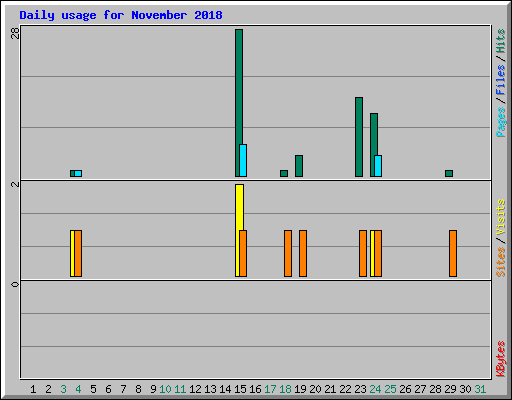 Daily usage for November 2018
28
Pages / Files / Hits
2
Sites / Visits
0
KBytes
1 2 3 4 5 6 7 8 9 10 11 12 13 14 15 16 17 18 19 20 21 22 23 24 25 26 27 28 29 30 31